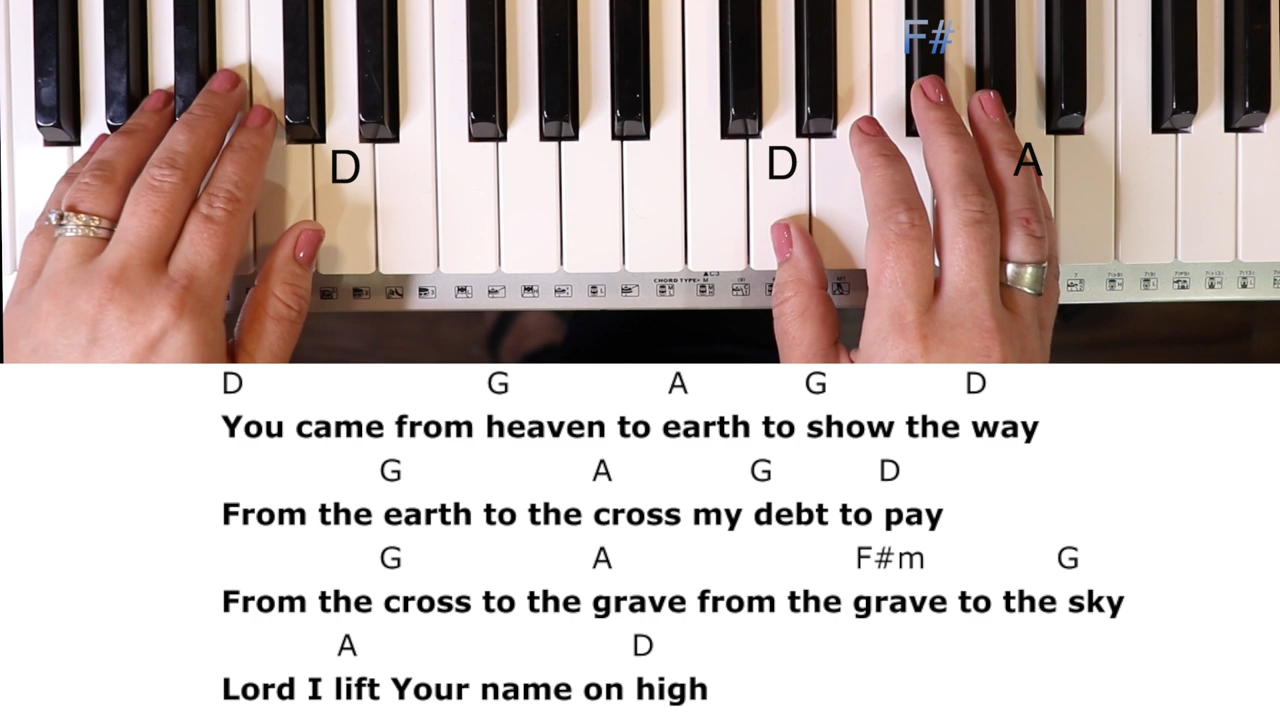 F#
D D A
CHORD TYPE▸ M
D G A G D
You came from heaven to earth to show the way
G A G D
From the earth to the cross my debt to pay
G A F#m G
From the cross to the grave from the grave to the sky
A D
Lord I lift Your name on high